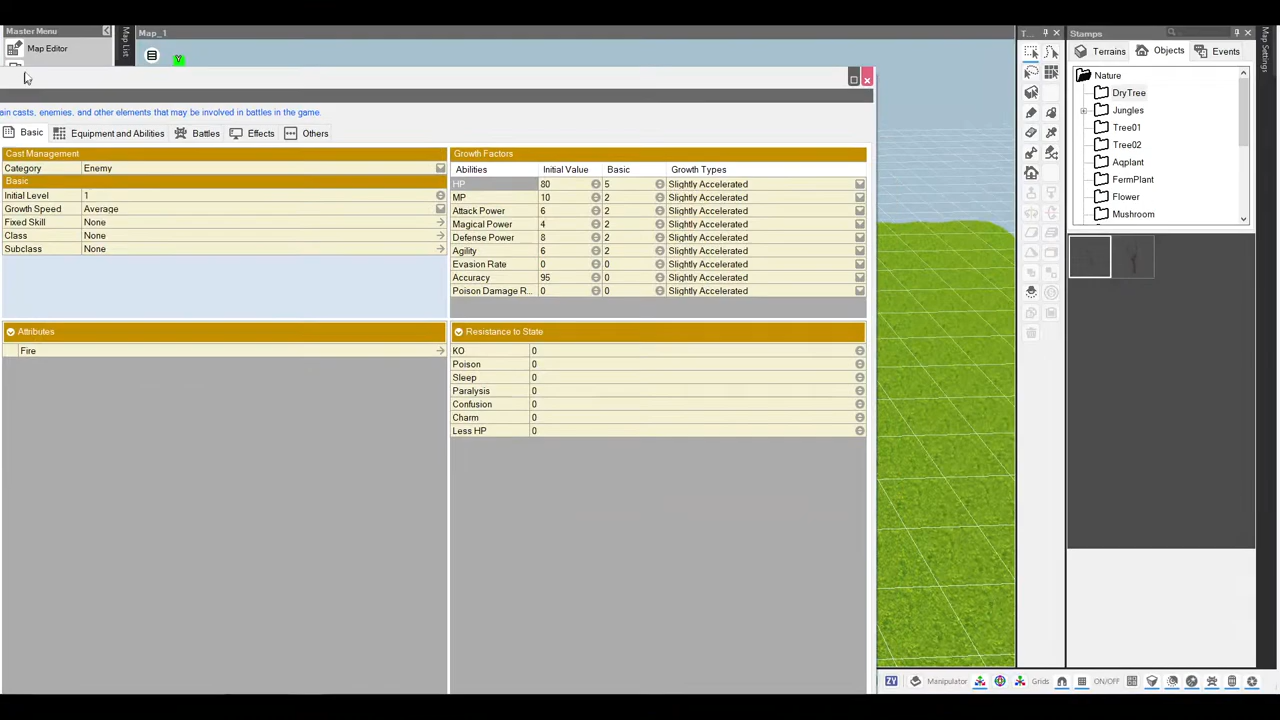 Master Menu
Map Editor
Map List
Map_1
ain casts, enemies, and other elements that may be involved in battles in the game.
Basic
Equipment and Abilities
Battles
Effects
Others
Cast Management
Category Enemy
Basic
Initial Level 1
Growth Speed Average
Fixed Skill None
Class None
Subclass None
Growth Factors
Abilities Initial Value Basic Growth Types
HP 80 5 Slightly Accelerated
MP 10 2 Slightly Accelerated
Attack Power 6 2 Slightly Accelerated
Magical Power 4 2 Slightly Accelerated
Defense Power 8 2 Slightly Accelerated
Agility 6 2 Slightly Accelerated
Evasion Rate 0 0 Slightly Accelerated
Accuracy 95 0 Slightly Accelerated
Poison Damage R... 0 0 Slightly Accelerated
Attributes
Fire
Resistance to State
KO 0
Poison 0
Sleep 0
Paralysis 0
Confusion 0
Charm 0
Less HP 0
T...
Stamps
Terrains
Objects
Events
Nature
DryTree
Jungles
Tree01
Tree02
Aqplant
FernPlant
Flower
Mushroom
Map Settings
Manipulator
Grids
ON/OFF